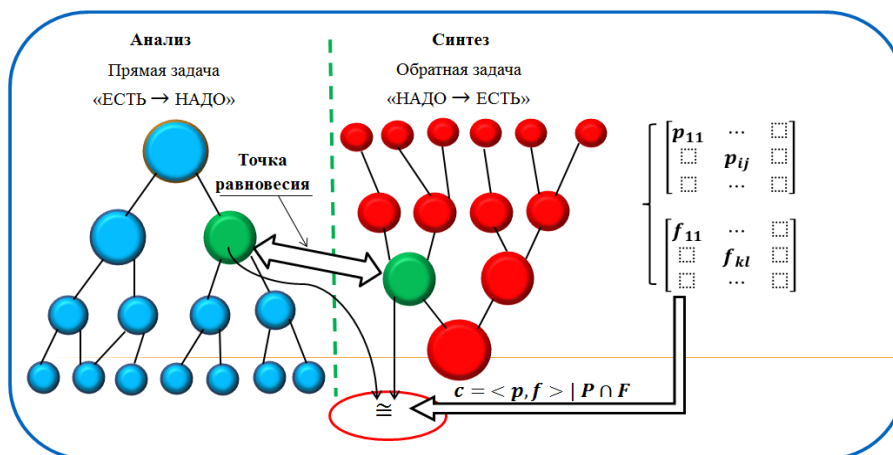 Анализ
Прямая задача
«ЕСТЬ → НАДО»
Синтез
Обратная задача
«НАДО → ЕСТЬ»
Точка
равновесия
p₁₁ ... □
□ pᵢⱼ □
□ ... □
f₁₁ ... □
□ fₖₗ □
□ ... □
c = < p, f > | P ∩ F
≅